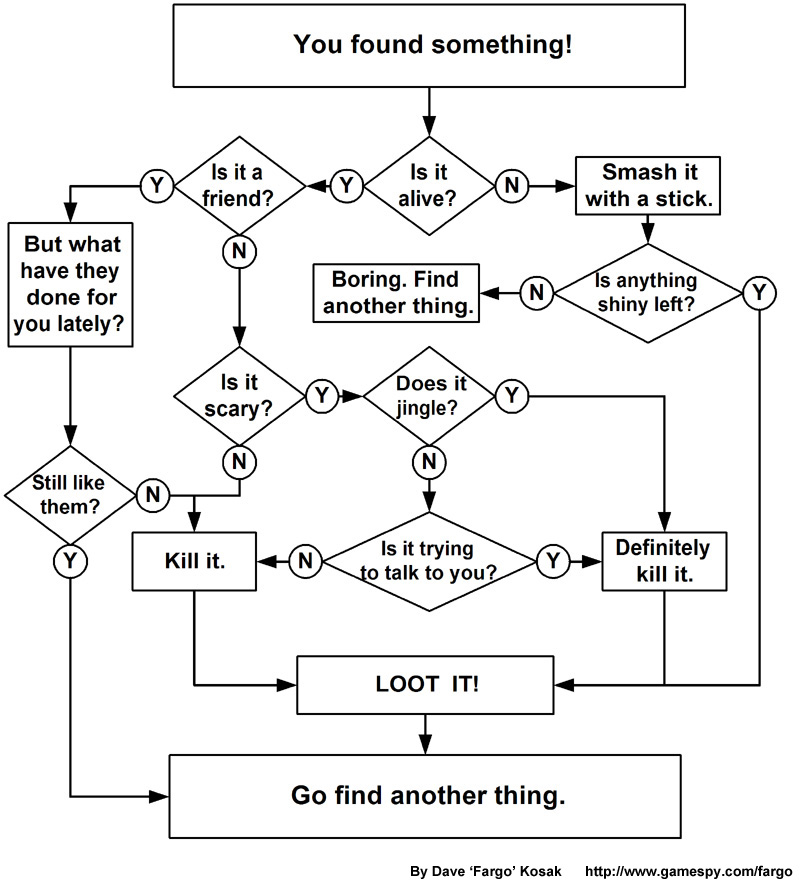 You found something!
Is it a
friend?
Y
Is it
alive?
Y
N
Smash it
with a stick.
But what
have they
done for
you lately?
N
Boring. Find
another thing.
N
Is anything
shiny left?
Y
Is it
scary?
Y
Does it
jingle?
Y
N
N
Still like
them?
N
Y
Kill it.
N
Is it trying
to talk to you?
Y
Definitely
kill it.
LOOT IT!
Go find another thing.
By Dave ‘Fargo’ Kosak http://www.gamespy.com/fargo